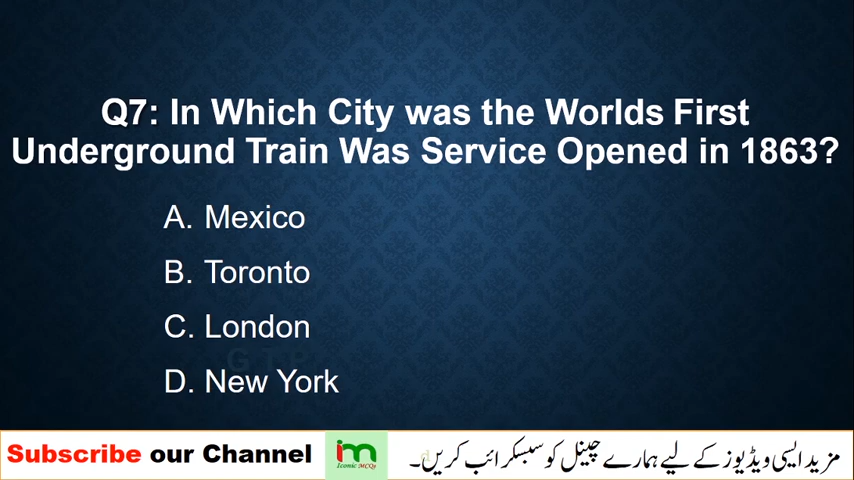 Q7: In Which City was the Worlds First
Underground Train Was Service Opened in 1863?
A. Mexico
B. Toronto
C. London
D. New York
Subscribe our Channel
im
Iconic MCQs
مزید ایسی ویڈیوز کے لیے ہمارے چینل کو سبسکرائب کریں۔